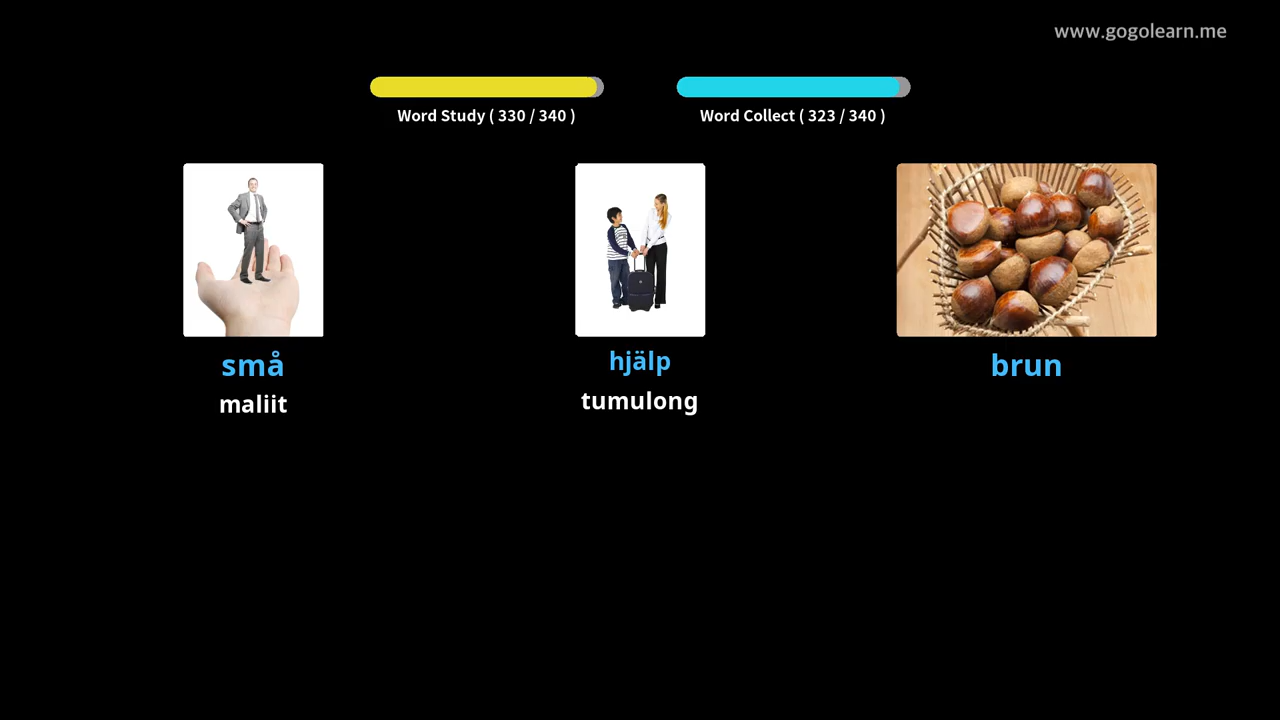 www.gogolearn.me
Word Study ( 330 / 340 )
Word Collect ( 323 / 340 )
små
hjälp
brun
maliit
tumulong